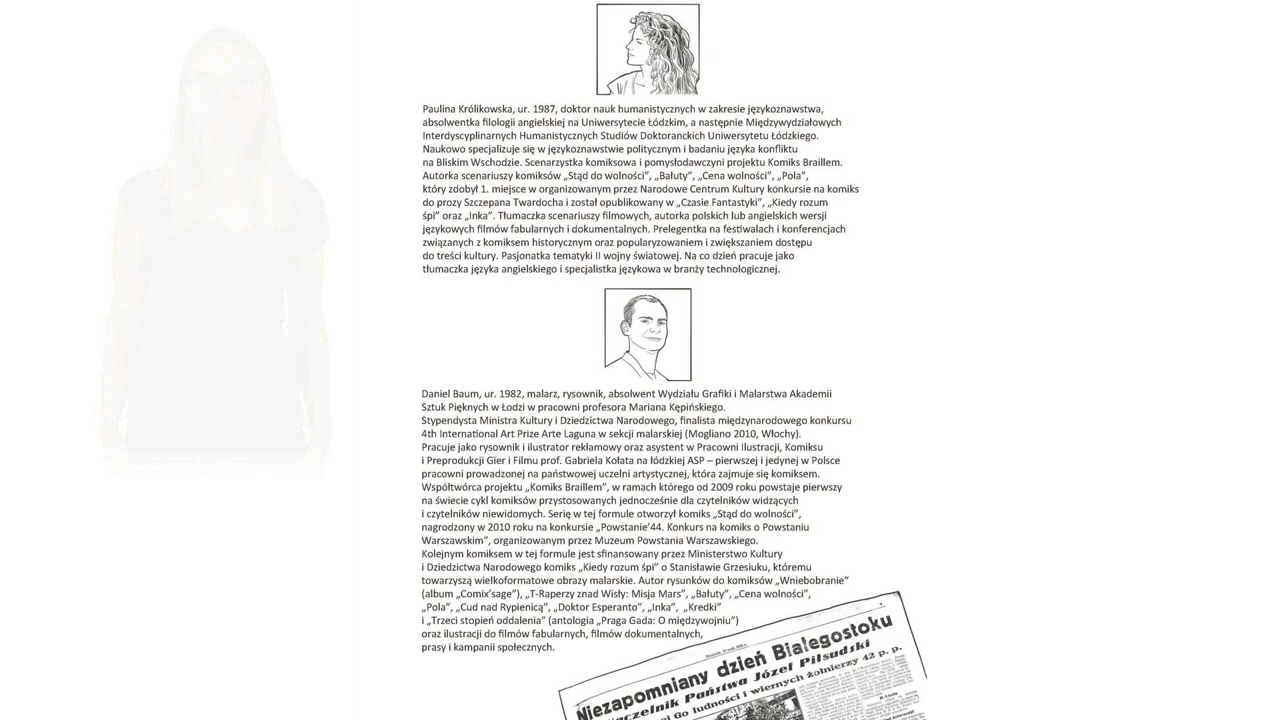 Paulina Królikowska, ur. 1987, doktor nauk humanistycznych w zakresie językoznawstwa,
absolwentka filologii angielskiej na Uniwersytecie Łódzkim, a następnie Międzywydziałowych
Interdyscyplinarnych Humanistycznych Studiów Doktoranckich Uniwersytetu Łódzkiego.
Naukowo specjalizuje się w językoznawstwie politycznym i badaniu języka konfliktu
na Bliskim Wschodzie. Scenarzystka komiksowa i pomysłodawczyni projektu Komiks Braillem.
Autorka scenariuszy komiksów „Stąd do wolności”, „Bałuty”, „Cena wolności”, „Pola”,
który zdobył 1. miejsce w organizowanym przez Narodowe Centrum Kultury konkursie na komiks
do prozy Szczepana Twardocha i został opublikowany w „Czasie Fantastyki”, „Kiedy rozum
śpi” oraz „Inka”. Tłumaczka scenariuszy filmowych, autorka polskich lub angielskich wersji
językowych filmów fabularnych i dokumentalnych. Prelegentka na festiwalach i konferencjach
związanych z komiksem historycznym oraz popularyzowaniem i zwiększaniem dostępu
do treści kultury. Pasjonatka tematyki II wojny światowej. Na co dzień pracuje jako
tłumaczka języka angielskiego i specjalistka językowa w branży technologicznej.
Daniel Baum, ur. 1982, malarz, rysownik, absolwent Wydziału Grafiki i Malarstwa Akademii
Sztuk Pięknych w Łodzi w pracowni profesora Mariana Kępińskiego.
Stypendysta Ministra Kultury i Dziedzictwa Narodowego, finalista międzynarodowego konkursu
4th International Art Prize Arte Laguna w sekcji malarskiej (Mogliano 2010, Włochy).
Pracuje jako rysownik i ilustrator reklamowy oraz asystent w Pracowni Ilustracji, Komiksu
i Preprodukcji Gier i Filmu prof. Gabriela Kołata na łódzkiej ASP – pierwszej i jedynej w Polsce
pracowni prowadzonej na państwowej uczelni artystycznej, która zajmuje się komiksem.
Współtwórca projektu „Komiks Braillem”, w ramach którego od 2009 roku powstaje pierwszy
na świecie cykl komiksów przystosowanych jednocześnie dla czytelników widzących
i czytelników niewidomych. Serię w tej formule otworzył komiks „Stąd do wolności”,
nagrodzony w 2010 roku na konkursie „Powstanie’44. Konkurs na komiks o Powstaniu
Warszawskim”, organizowanym przez Muzeum Powstania Warszawskiego.
Kolejnym komiksem w tej formule jest sfinansowany przez Ministerstwo Kultury
i Dziedzictwa Narodowego komiks „Kiedy rozum śpi” o Stanisławie Grzesiuku, któremu
towarzyszą wielkoformatowe obrazy malarskie. Autor rysunków do komiksów „Wniebobranie“
(album „Comix’sage”), „T-Raperzy znad Wisły: Misja Mars”, „Bałuty”, „Cena wolności”,
„Pola”, „Cud nad Rypienicą”, „Doktor Esperanto”, „Inka”, „Kredki”
i „Trzeci stopień oddalenia” (antologia „Praga Gada: O międzywojniu”)
oraz ilustracji do filmów fabularnych, filmów dokumentalnych,
prasy i kampanii społecznych.
Niezapomniany dzień Białegostoku
Państwa Józef Piłsudski
Go ludności i wiernych żołnierzy 42 p. p.